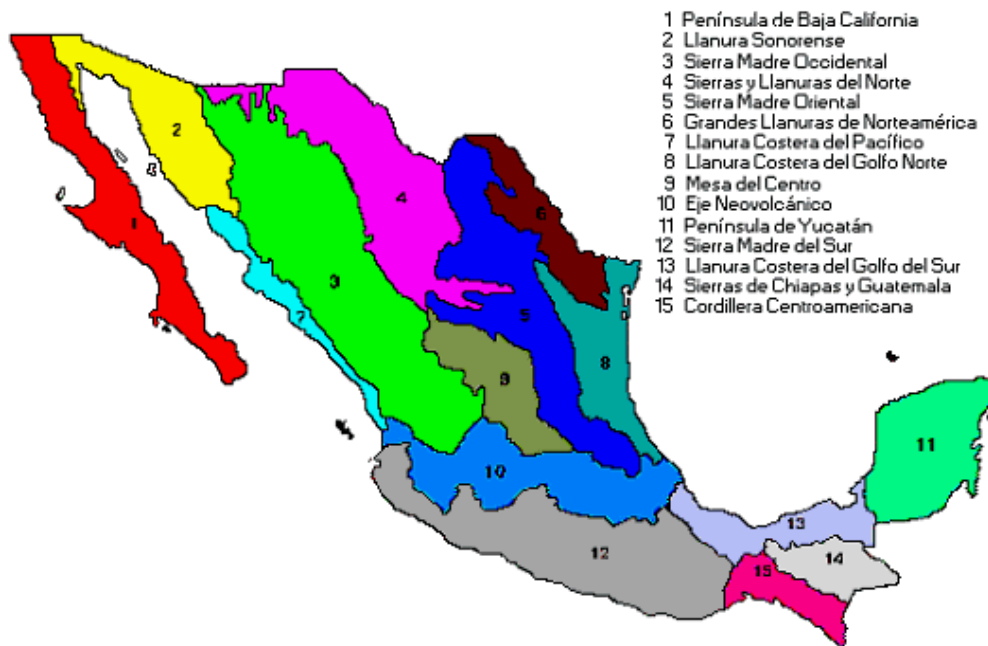 1 Península de Baja California
2 Llanura Sonorense
3 Sierra Madre Occidental
4 Sierras y Llanuras del Norte
5 Sierra Madre Oriental
6 Grandes Llanuras de Norteamérica
7 Llanura Costera del Pacífico
8 Llanura Costera del Golfo Norte
9 Mesa del Centro
10 Eje Neovolcánico
11 Península de Yucatán
12 Sierra Madre del Sur
13 Llanura Costera del Golfo del Sur
14 Sierras de Chiapas y Guatemala
15 Cordillera Centroamericana
2
4
6
1
3
7
5
8
9
11
10
13
12
14
15